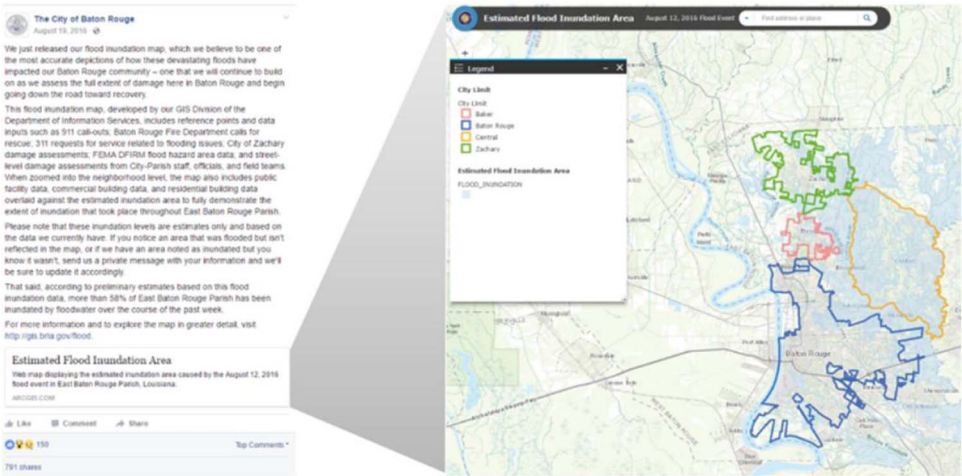 The City of Baton Rouge
August 19, 2016
We just released our flood inundation map, which we believe to be one of
the most accurate depictions of how these devastating floods have
impacted our Baton Rouge community – one that we will continue to build
on as we assess the full extent of damage here in Baton Rouge and begin
going down the road toward recovery.
This flood inundation map, developed by our GIS Division of the
Department of Information Services, includes reference points and data
inputs such as 911 call-outs; Baton Rouge Fire Department calls for
rescue; 311 requests for service related to flooding issues; City of Zachary
damage assessments; FEMA DFIRM flood hazard area data; and street-
level damage assessments from City-Parish staff, officials, and field teams.
When zoomed into the neighborhood level, the map also includes public
facility data, commercial building data, and residential building data
overlaid against the estimated inundation area to fully demonstrate the
extent of inundation that took place throughout East Baton Rouge Parish.
Please note that these inundation levels are estimates only and based on
the data we currently have. If you notice an area that was flooded but isn't
reflected in the map, or if we have an area noted as inundated but you
know it wasn't, send us a private message with your information and we'll
be sure to update it accordingly.
That said, according to preliminary estimates based on this flood
inundation data, more than 58% of East Baton Rouge Parish has been
inundated by floodwater over the course of the past week.
For more information and to explore the map in greater detail, visit
http://gis.brla.gov/flood.
Estimated Flood Inundation Area
Web map displaying the estimated inundation area caused by the August 12, 2016
flood event in East Baton Rouge Parish, Louisiana.
ARCGIS.COM
Like Comment Share
150 Top Comments
791 shares
Estimated Flood Inundation Area August 12, 2016 Flood Event Find address or place
Legend
City Limit
City Limit
Baker
Baton Rouge
Central
Zachary
Estimated Flood Inundation Area
FLOOD_INUNDATION
Port Allen
Baton Rouge